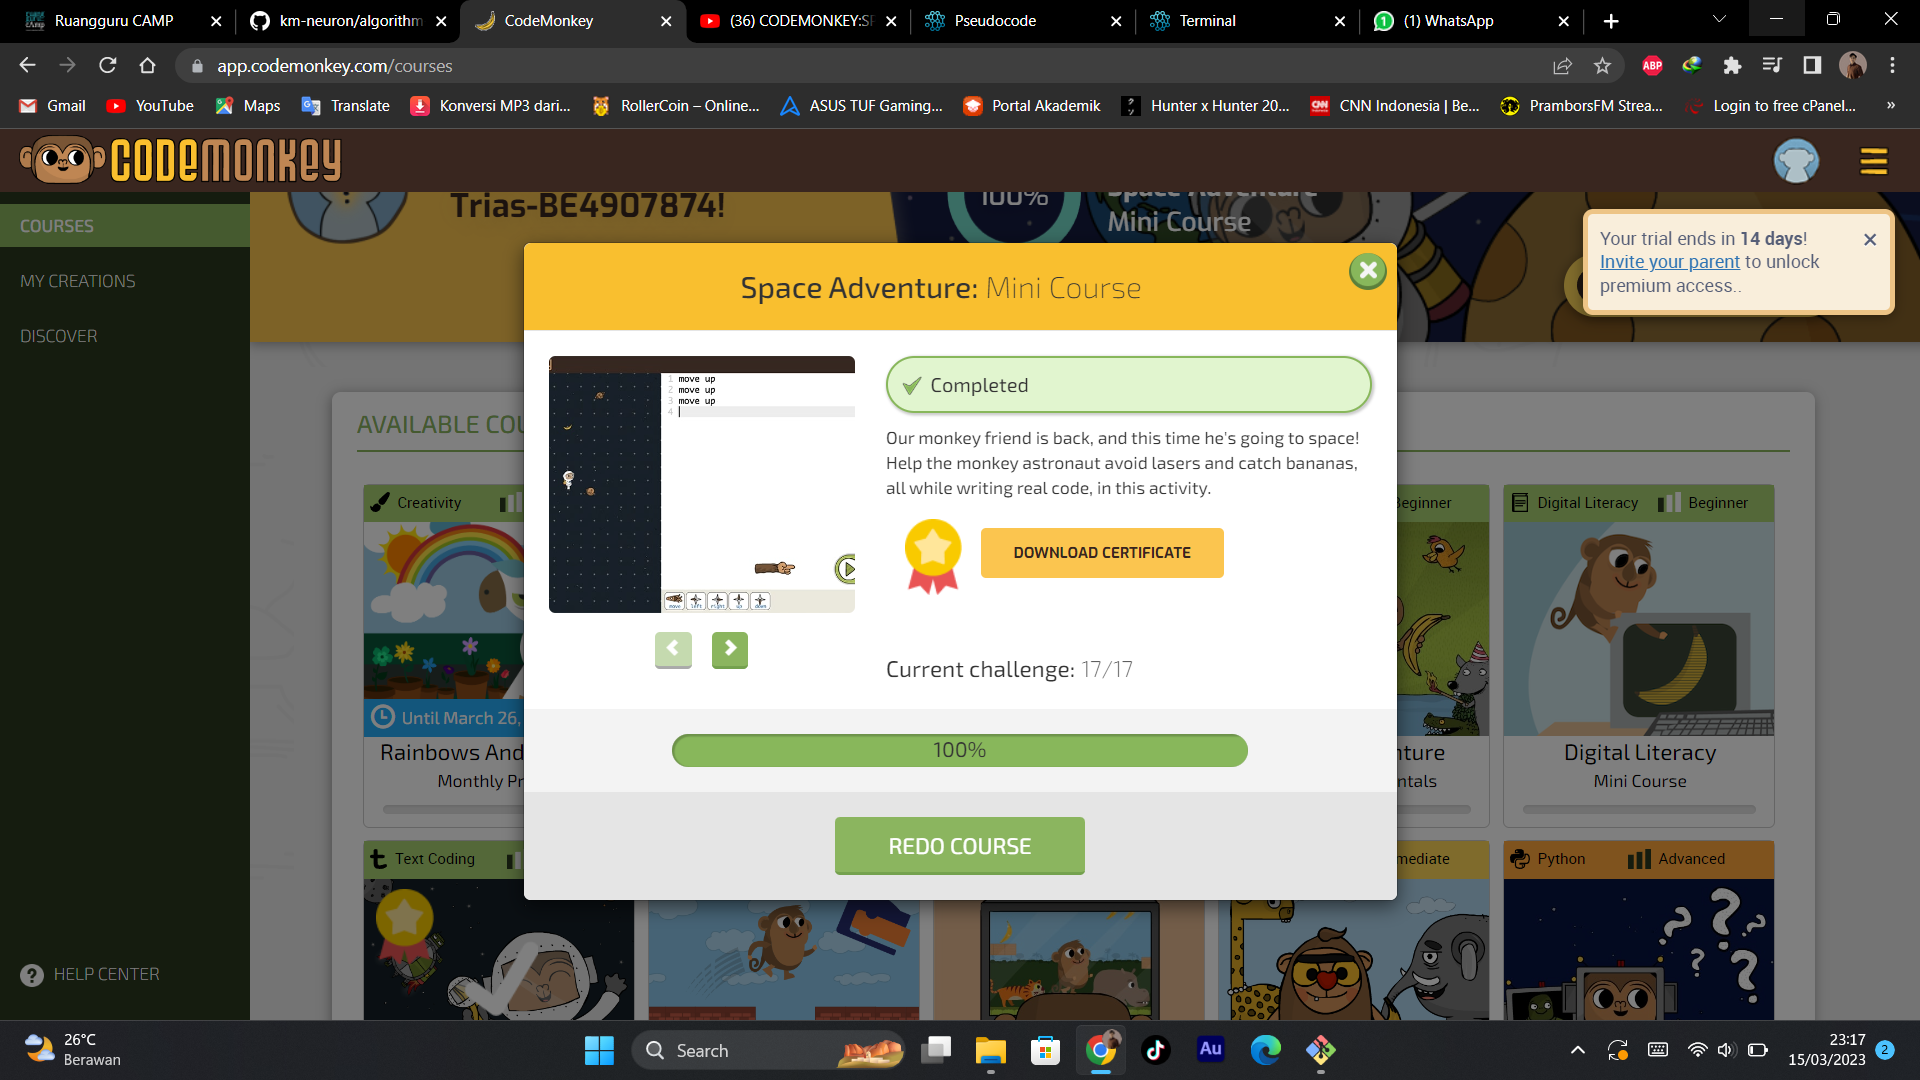 Ruangguru CAMP
km-neuron/algorithm
CodeMonkey
(36) CODEMONKEY:SP
Pseudocode
Terminal
(1) WhatsApp
app.codemonkey.com/courses
ABP
Gmail
YouTube
Maps
Translate
Konversi MP3 dari...
RollerCoin – Online...
ASUS TUF Gaming...
Portal Akademik
Hunter x Hunter 20...
CNN Indonesia | Be...
PramborsFM Strea...
Login to free cPanel...
»
CODEMONKEY
COURSES
MY CREATIONS
DISCOVER
HELP CENTER
Trias-BE4907874!
100%
Space Adventure
Mini Course
Your trial ends in 14 days!
Invite your parent to unlock
premium access..
AVAILABLE COU
Space Adventure: Mini Course
1 move up
2 move up
3 move up
4
move left right up down
Completed
Our monkey friend is back, and this time he's going to space!
Help the monkey astronaut avoid lasers and catch bananas,
all while writing real code, in this activity.
DOWNLOAD CERTIFICATE
Current challenge: 17/17
100%
REDO COURSE
Creativity
Until March 26,
Rainbows And
Monthly Pr
Beginner
nture
ntals
Digital Literacy
Beginner
Digital Literacy
Mini Course
Text Coding
mediate
Python
Advanced
26°C
Berawan
Search
Au
23:17
15/03/2023
2